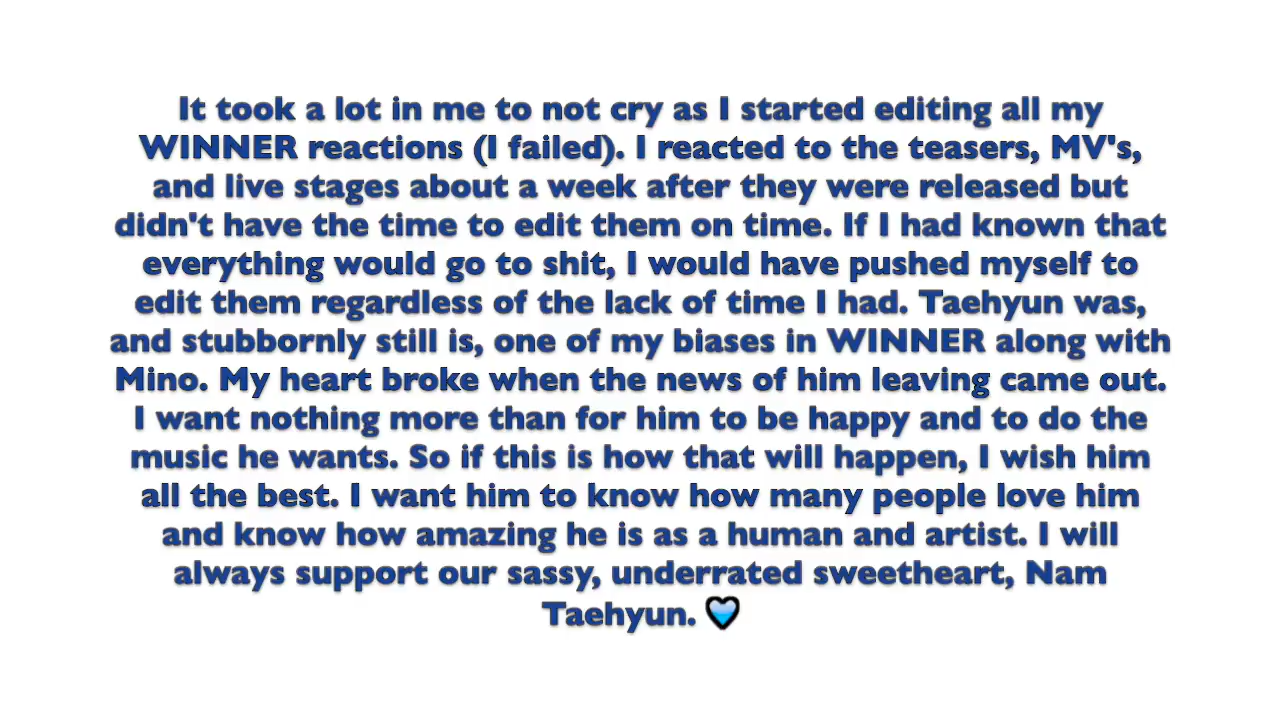 It took a lot in me to not cry as I started editing all my
WINNER reactions (I failed). I reacted to the teasers, MV's,
and live stages about a week after they were released but
didn't have the time to edit them on time. If I had known that
everything would go to shit, I would have pushed myself to
edit them regardless of the lack of time I had. Taehyun was,
and stubbornly still is, one of my biases in WINNER along with
Mino. My heart broke when the news of him leaving came out.
I want nothing more than for him to be happy and to do the
music he wants. So if this is how that will happen, I wish him
all the best. I want him to know how many people love him
and know how amazing he is as a human and artist. I will
always support our sassy, underrated sweetheart, Nam
Taehyun. 💙